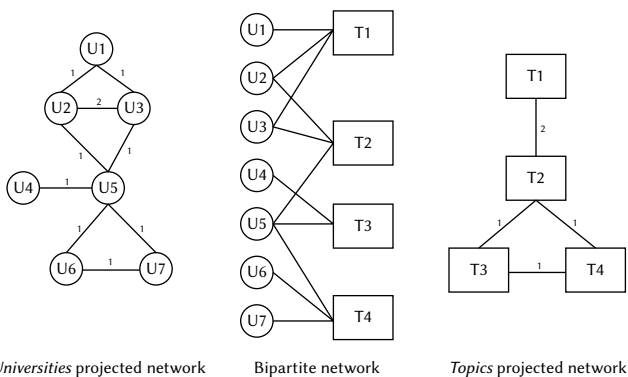 U1
1
1
U2
2
U3
1
1
U4
1
U5
1
1
U6
1
U7
niversities projected network
U1
U2
U3
U4
U5
U6
U7
T1
T2
T3
T4
Bipartite network
T1
2
T2
1
1
T3
1
T4
Topics projected network